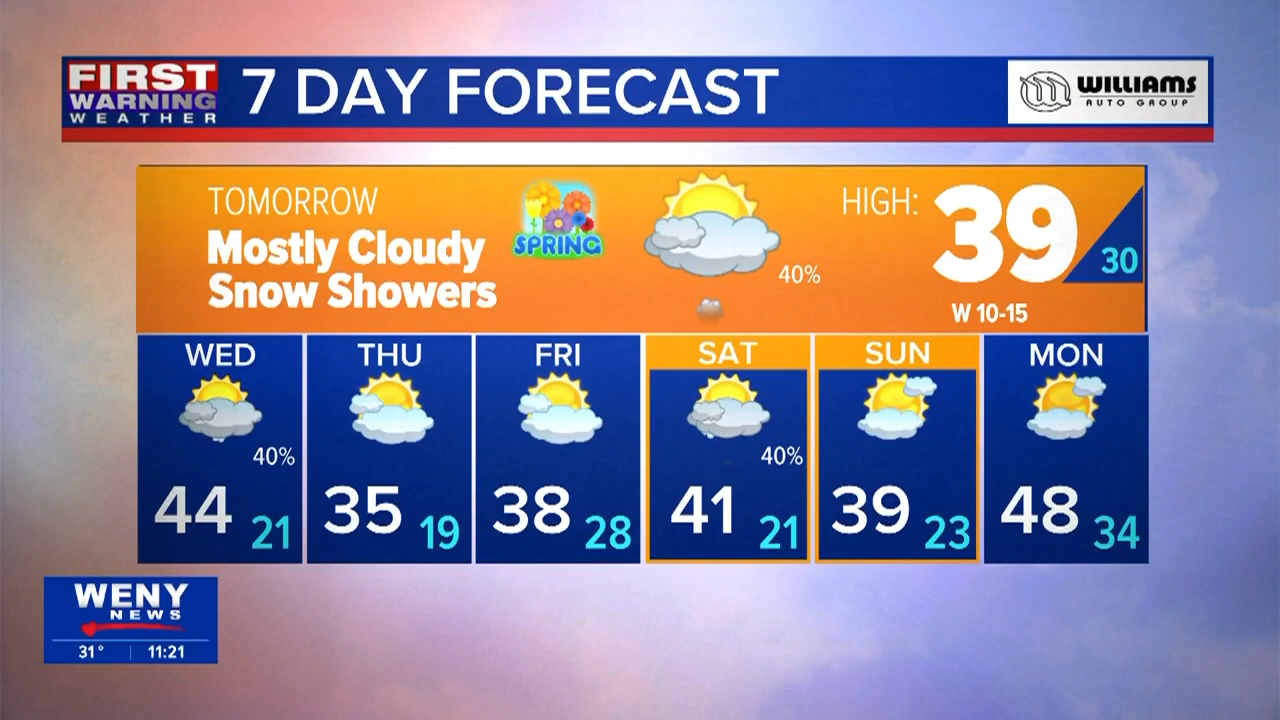 FIRST
WARNING
WEATHER
7 DAY FORECAST
WILLIAMS
AUTO GROUP
TOMORROW
Mostly Cloudy
Snow Showers
SPRING
40%
HIGH:
39
30
W 10-15
WED
THU
FRI
SAT
SUN
MON
40%
40%
44 21
35 19
38 28
41 21
39 23
48 34
WENY
NEWS
31° 11:21